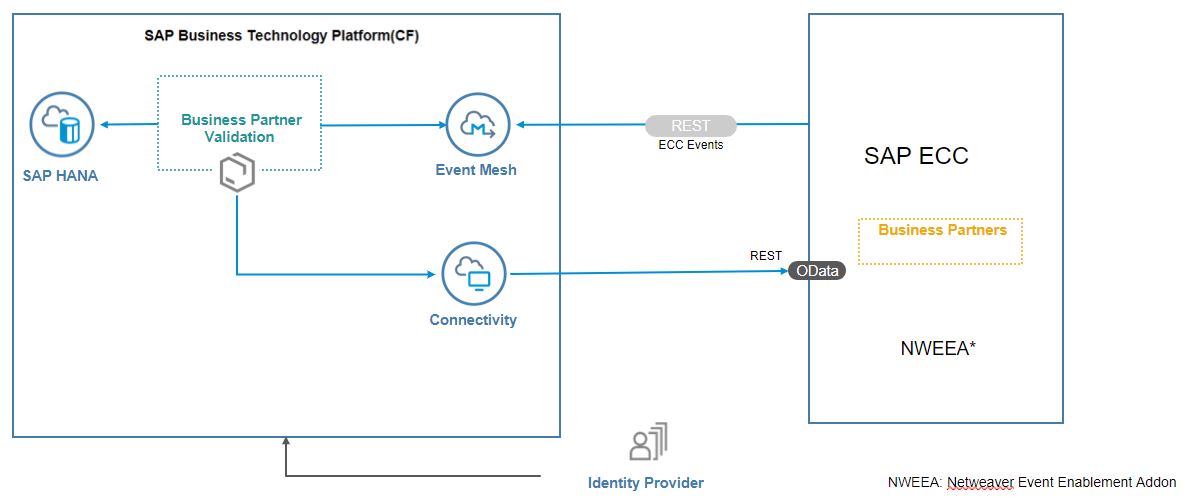 SAP Business Technology Platform(CF)
Business Partner
Validation
SAP HANA
Event Mesh
REST
ECC Events
SAP ECC
Business Partners
REST
OData
Connectivity
NWEEA*
Identity Provider
NWEEA: Netweaver Event Enablement Addon